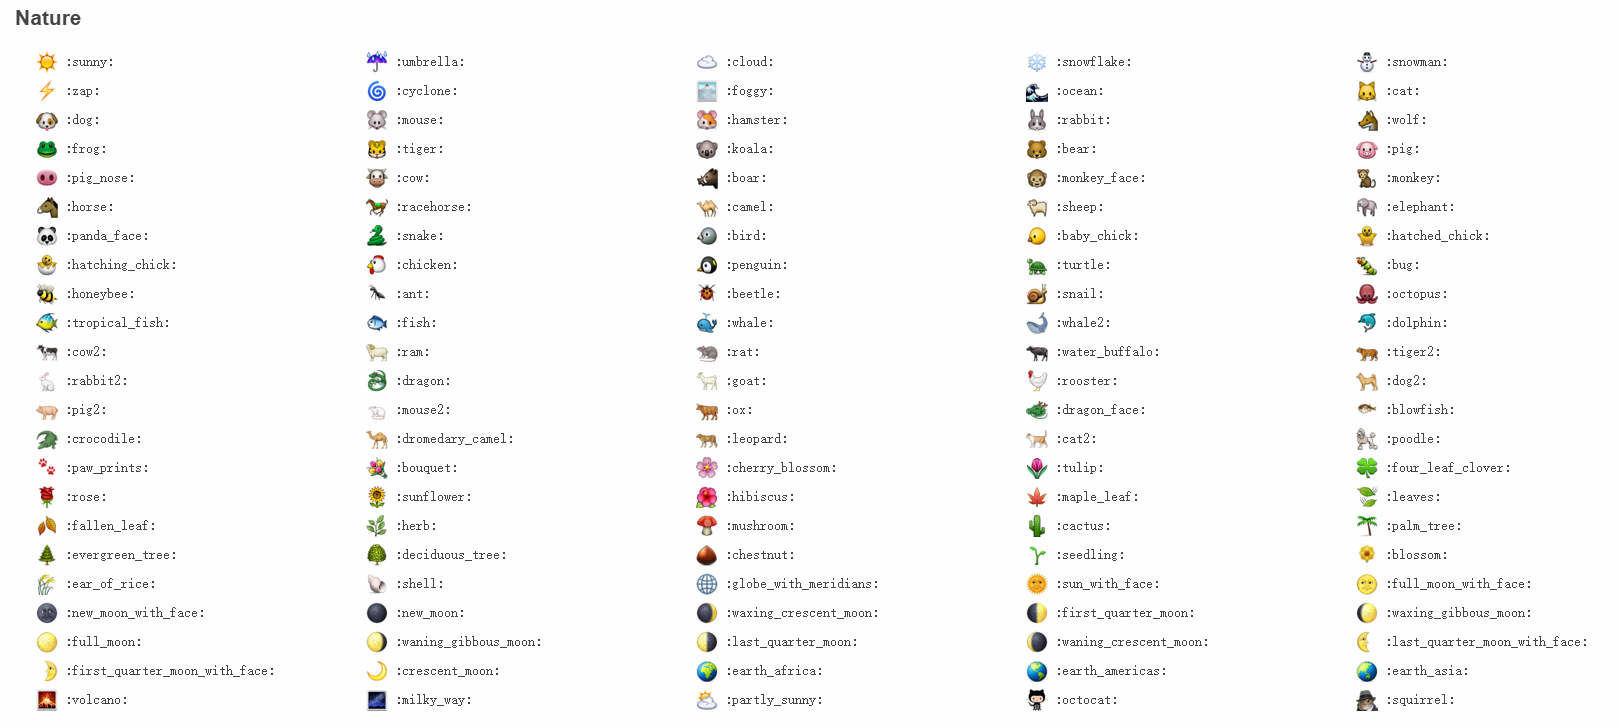 Nature
:sunny: :umbrella: :cloud: :snowflake: :snowman:
:zap: :cyclone: :foggy: :ocean: :cat:
:dog: :mouse: :hamster: :rabbit: :wolf:
:frog: :tiger: :koala: :bear: :pig:
:pig_nose: :cow: :boar: :monkey_face: :monkey:
:horse: :racehorse: :camel: :sheep: :elephant:
:panda_face: :snake: :bird: :baby_chick: :hatched_chick:
:hatching_chick: :chicken: :penguin: :turtle: :bug:
:honeybee: :ant: :beetle: :snail: :octopus:
:tropical_fish: :fish: :whale: :whale2: :dolphin:
:cow2: :ram: :rat: :water_buffalo: :tiger2:
:rabbit2: :dragon: :goat: :rooster: :dog2:
:pig2: :mouse2: :ox: :dragon_face: :blowfish:
:crocodile: :dromedary_camel: :leopard: :cat2: :poodle:
:paw_prints: :bouquet: :cherry_blossom: :tulip: :four_leaf_clover:
:rose: :sunflower: :hibiscus: :maple_leaf: :leaves:
:fallen_leaf: :herb: :mushroom: :cactus: :palm_tree:
:evergreen_tree: :deciduous_tree: :chestnut: :seedling: :blossom:
:ear_of_rice: :shell: :globe_with_meridians: :sun_with_face: :full_moon_with_face:
:new_moon_with_face: :new_moon: :waxing_crescent_moon: :first_quarter_moon: :waxing_gibbous_moon:
:full_moon: :waning_gibbous_moon: :last_quarter_moon: :waning_crescent_moon: :last_quarter_moon_with_face:
:first_quarter_moon_with_face: :crescent_moon: :earth_africa: :earth_americas: :earth_asia:
:volcano: :milky_way: :partly_sunny: :octocat: :squirrel: